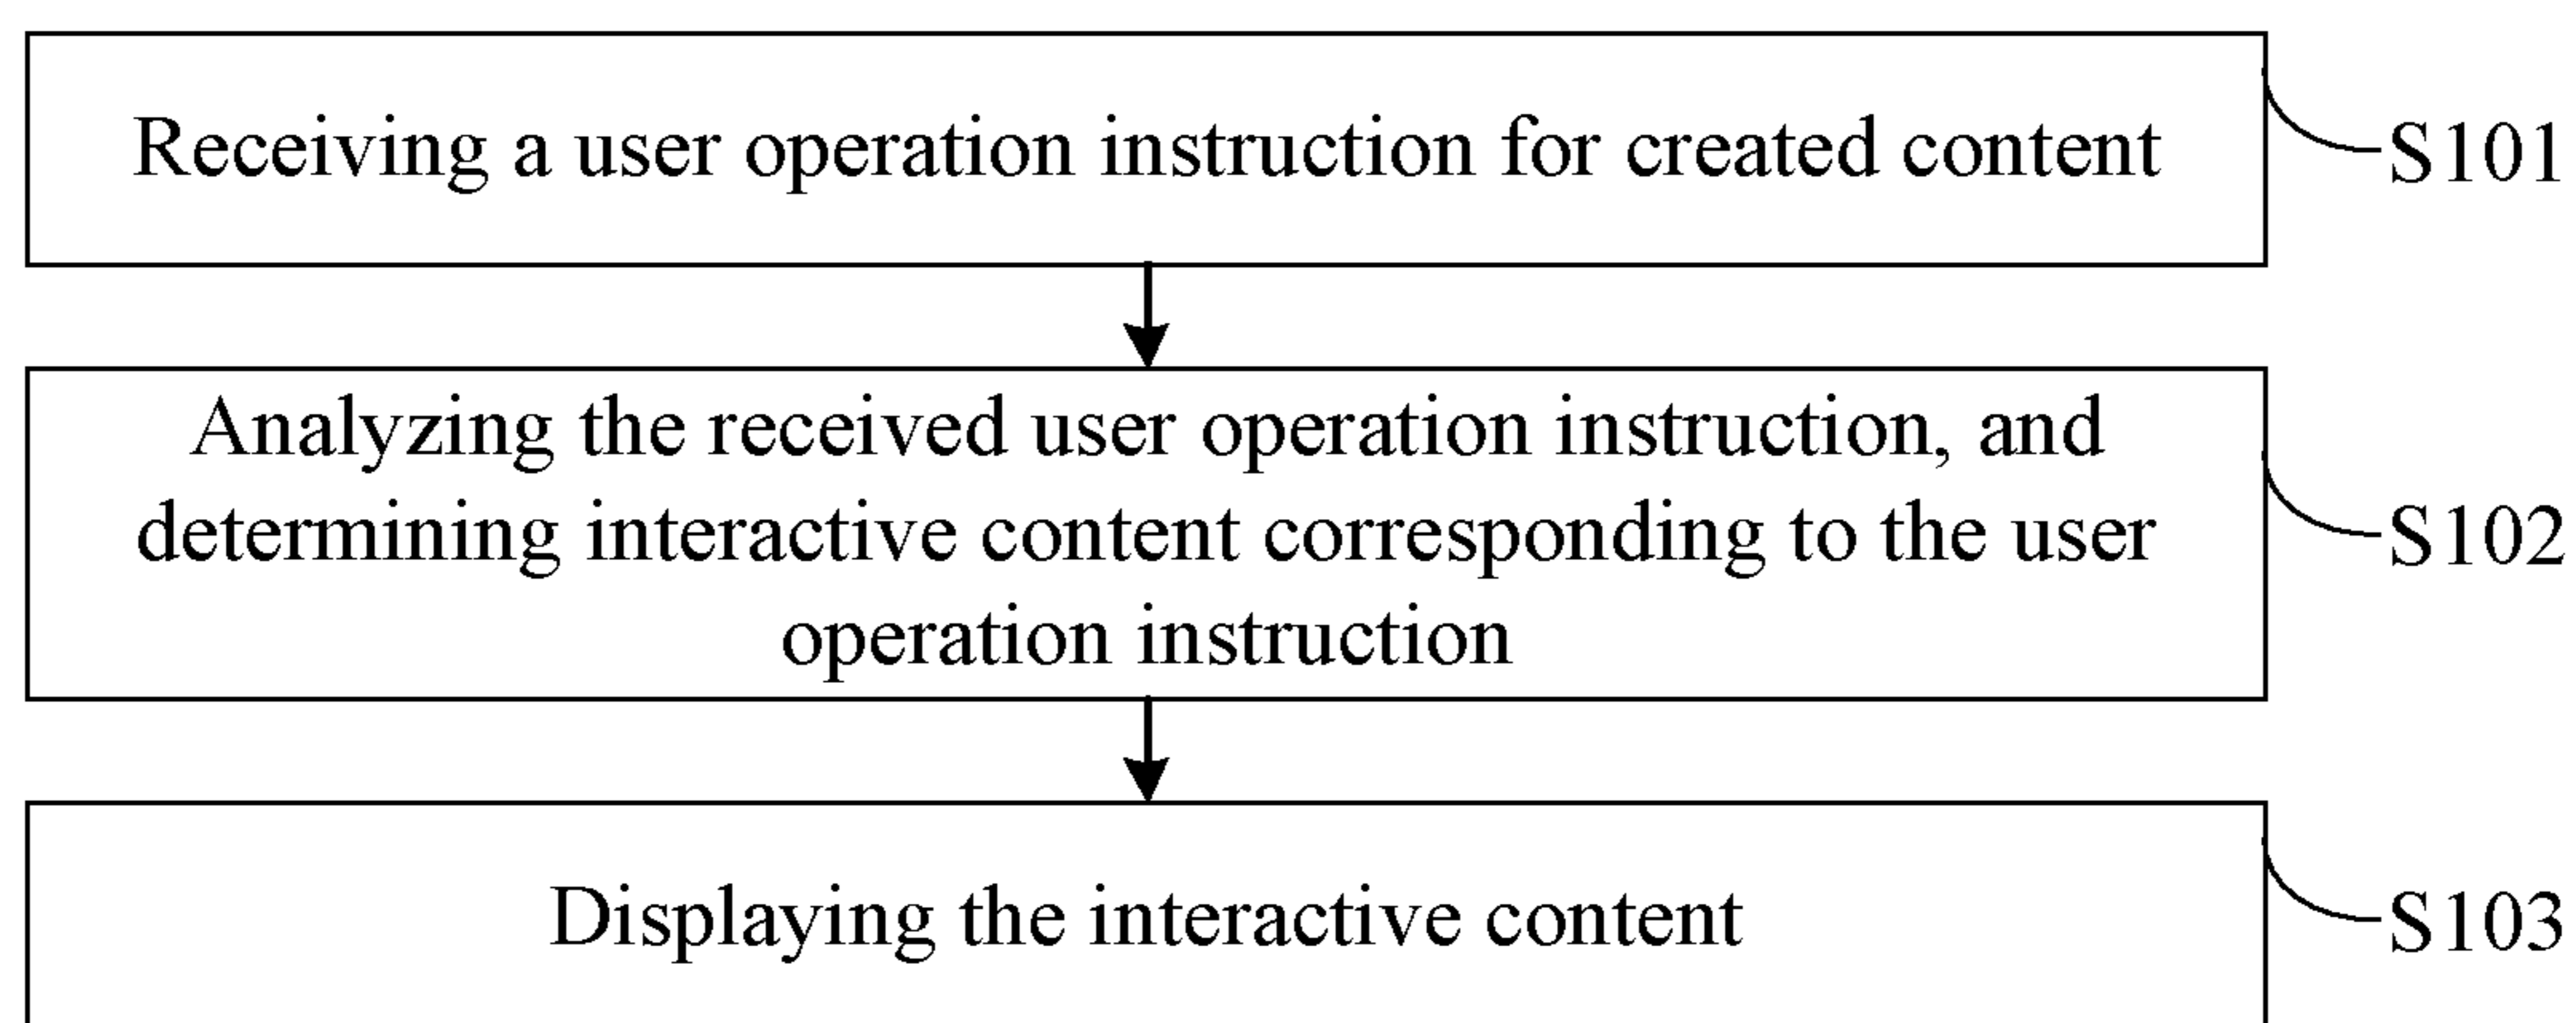 Receiving a user operation instruction for created content
S101
Analyzing the received user operation instruction, and
determining interactive content corresponding to the user
operation instruction
S102
Displaying the interactive content
S103